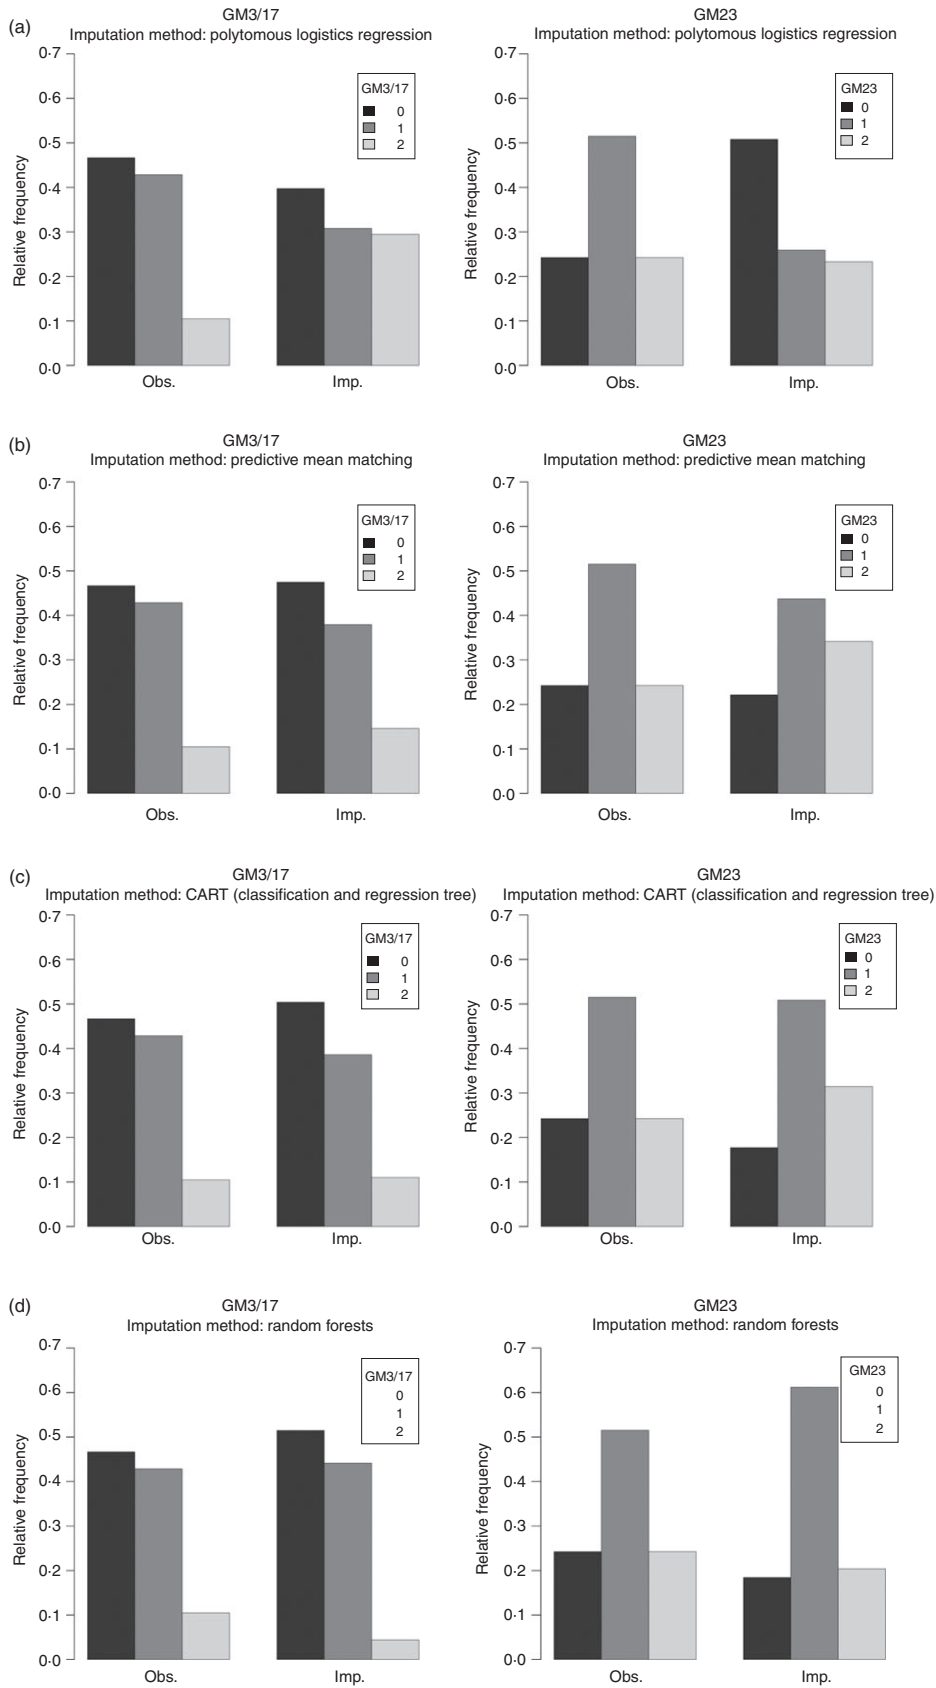 (a)
GM3/17
Imputation method: polytomous logistics regression
0·7
0·6
0·5
0·4
0·3
0·2
0·1
0·0
Relative frequency
GM3/17
0
1
2
Obs.
Imp.
GM23
Imputation method: polytomous logistics regression
0·7
0·6
0·5
0·4
0·3
0·2
0·1
0·0
Relative frequency
GM23
0
1
2
Obs.
Imp.
(b)
GM3/17
Imputation method: predictive mean matching
0·7
0·6
0·5
0·4
0·3
0·2
0·1
0·0
Relative frequency
GM3/17
0
1
2
Obs.
Imp.
GM23
Imputation method: predictive mean matching
0·7
0·6
0·5
0·4
0·3
0·2
0·1
0·0
Relative frequency
GM23
0
1
2
Obs.
Imp.
(c)
GM3/17
Imputation method: CART (classification and regression tree)
0·7
0·6
0·5
0·4
0·3
0·2
0·1
0·0
Relative frequency
GM3/17
0
1
2
Obs.
Imp.
GM23
Imputation method: CART (classification and regression tree)
0·7
0·6
0·5
0·4
0·3
0·2
0·1
0·0
Relative frequency
GM23
0
1
2
Obs.
Imp.
(d)
GM3/17
Imputation method: random forests
0·7
0·6
0·5
0·4
0·3
0·2
0·1
0·0
Relative frequency
GM3/17
0
1
2
Obs.
Imp.
GM23
Imputation method: random forests
0·7
0·6
0·5
0·4
0·3
0·2
0·1
0·0
Relative frequency
GM23
0
1
2
Obs.
Imp.